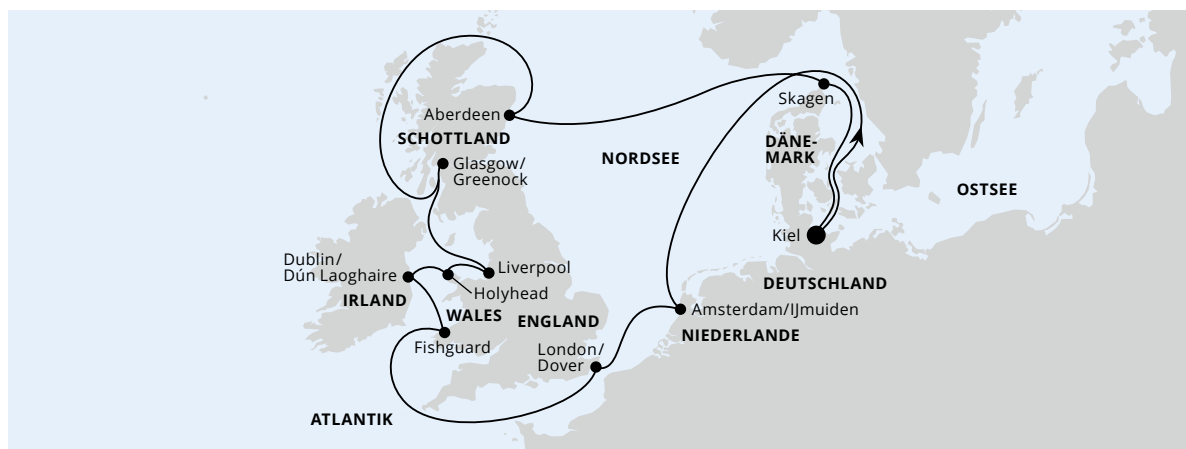 Skagen
Aberdeen
SCHOTTLAND
DÄNE-
MARK
NORDSEE
Glasgow/
Greenock
OSTSEE
Kiel
Dublin/
Dún Laoghaire
Liverpool
Holyhead
IRLAND
DEUTSCHLAND
WALES
ENGLAND
Amsterdam/IJmuiden
NIEDERLANDE
Fishguard
London/
Dover
ATLANTIK